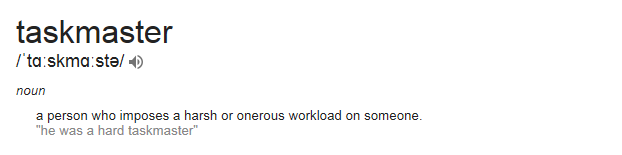 taskmaster
/ˈtɑːskmɑːstə/
noun
a person who imposes a harsh or onerous workload on someone.
"he was a hard taskmaster"